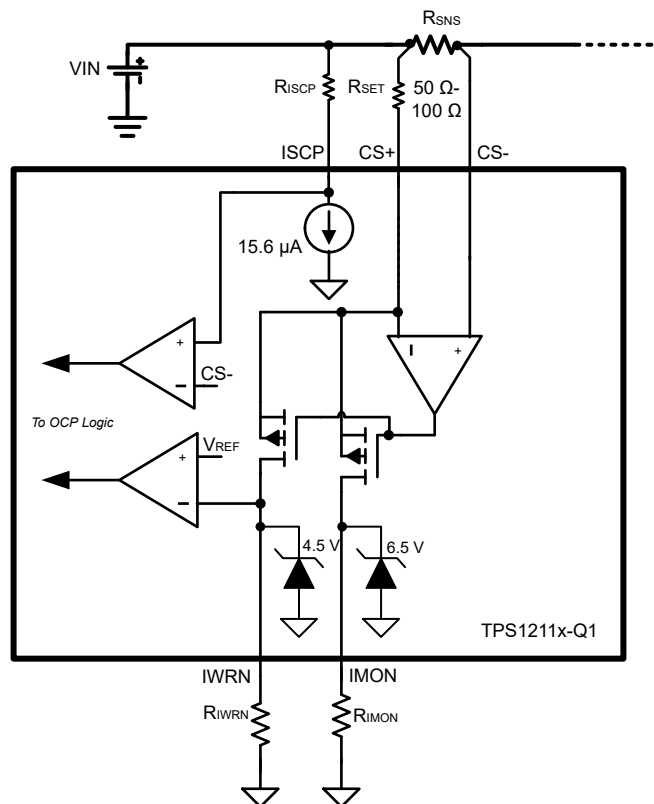 RSNS
VIN
+
RISCP
RSET
50 Ω-
100 Ω
ISCP
CS+
CS-
15.6 µA
+
−
CS-
−
+
To OCP Logic
VREF
+
−
4.5 V
6.5 V
TPS1211x-Q1
IWRN
IMON
RIWRN
RIMON